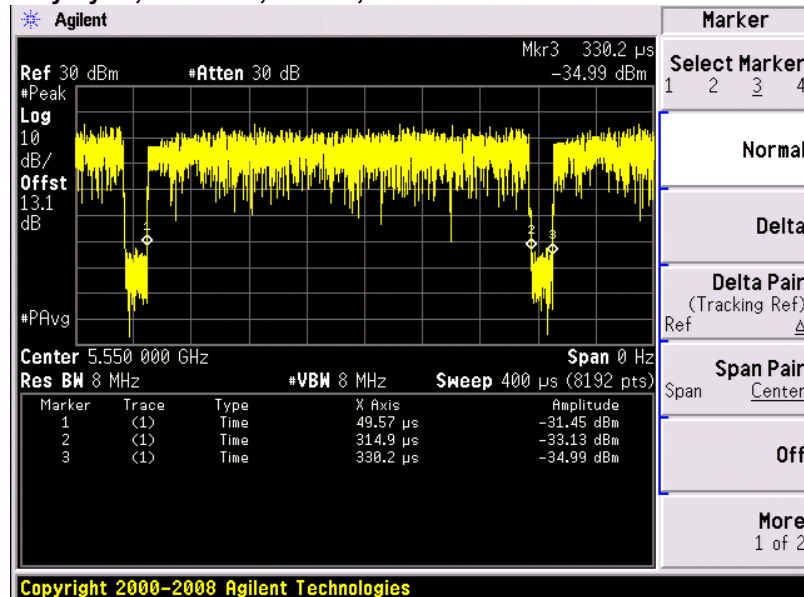 Agilent
Marker
Mkr3 330.2 µs
Ref 30 dBm #Atten 30 dB -34.99 dBm
#Peak
Log
10
dB/
Offst
13.1
dB
1
2
3
#PAvg
Center 5.550 000 GHz Span 0 Hz
Res BW 8 MHz #VBW 8 MHz Sweep 400 µs (8192 pts)
Marker Trace Type X Axis Amplitude
1 (1) Time 49.57 µs -31.45 dBm
2 (1) Time 314.9 µs -33.13 dBm
3 (1) Time 330.2 µs -34.99 dBm
Select Marker
1 2 3 4
Normal
Delta
Delta Pair
(Tracking Ref)
Ref Δ
Span Pair
Span Center
Off
More
1 of 2
Copyright 2000-2008 Agilent Technologies